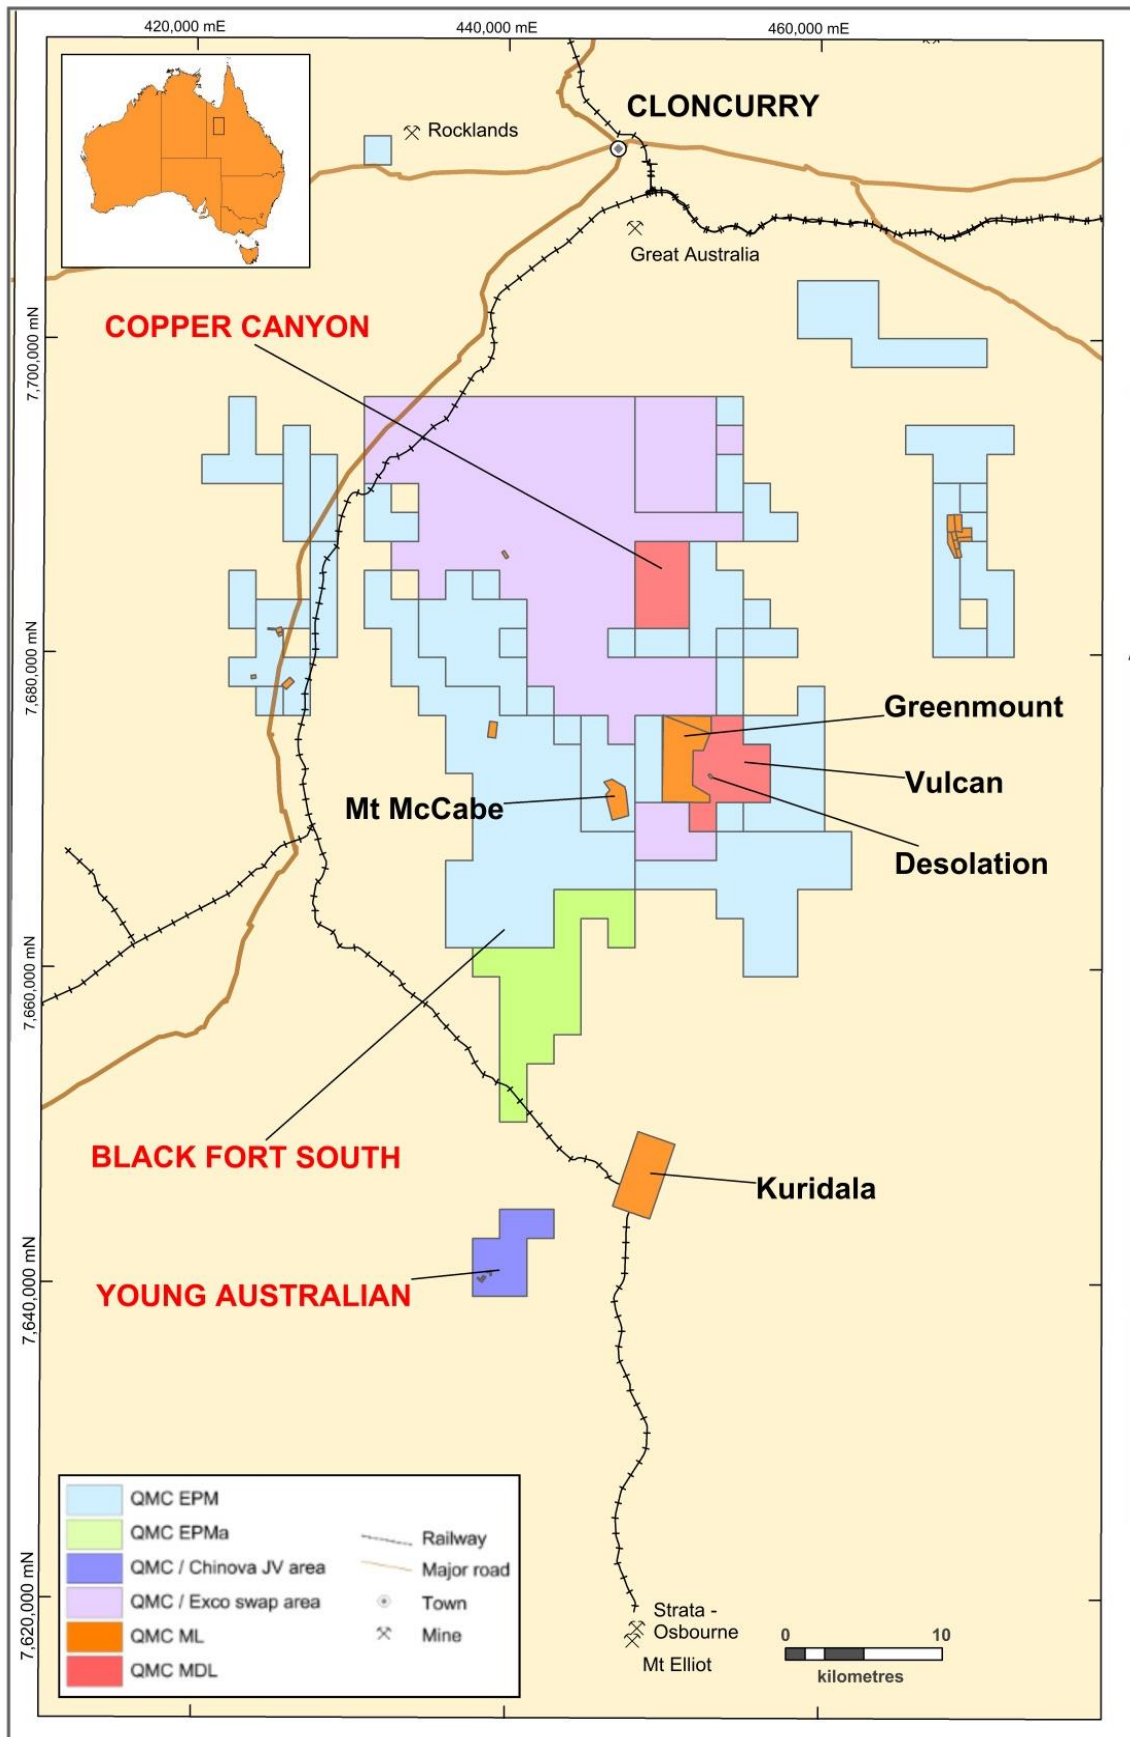 420,000 mE
440,000 mE
460,000 mE
CLONCURRY
Rocklands
Great Australia
COPPER CANYON
7,700,000 mN
7,680,000 mN
Greenmount
Vulcan
Mt McCabe
Desolation
7,660,000 mN
BLACK FORT SOUTH
Kuridala
YOUNG AUSTRALIAN
7,640,000 mN
7,620,000 mN
QMC EPM
QMC EPMa
QMC / Chinova JV area
QMC / Exco swap area
QMC ML
QMC MDL
Railway
Major road
Town
Mine
Strata -
Osbourne
Mt Elliot
0 10
kilometres